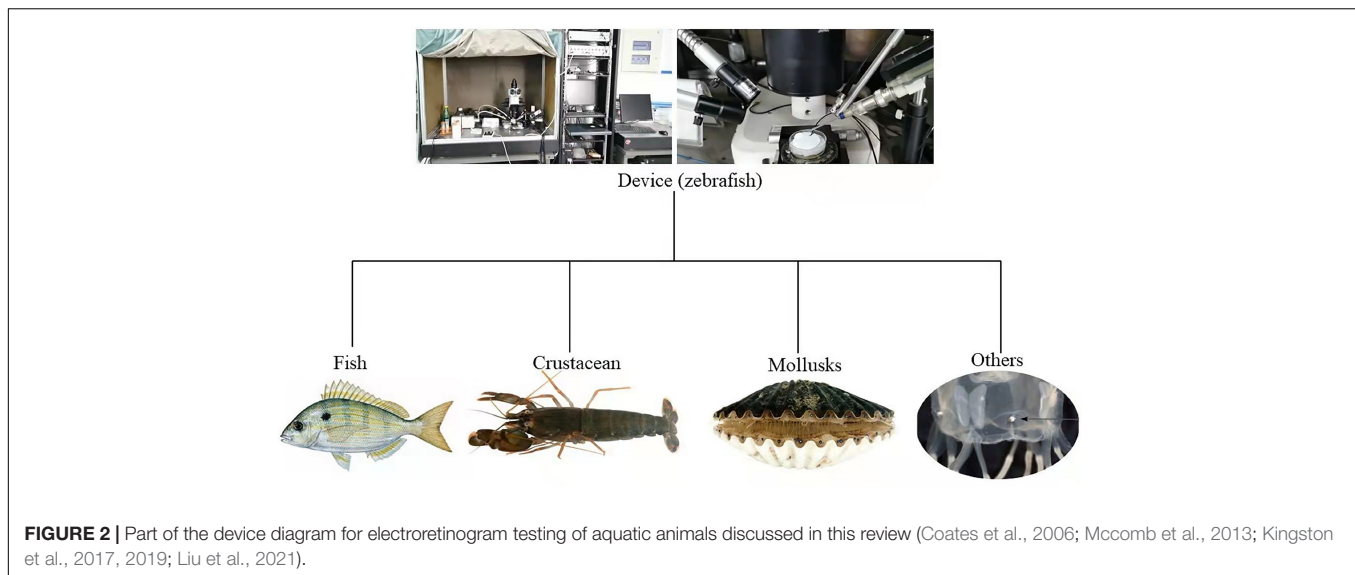 Device (zebrafish)
Fish
Crustacean
Mollusks
Others
FIGURE 2 | Part of the device diagram for electroretinogram testing of aquatic animals discussed in this review (Coates et al., 2006; Mccomb et al., 2013; Kingston
et al., 2017, 2019; Liu et al., 2021).